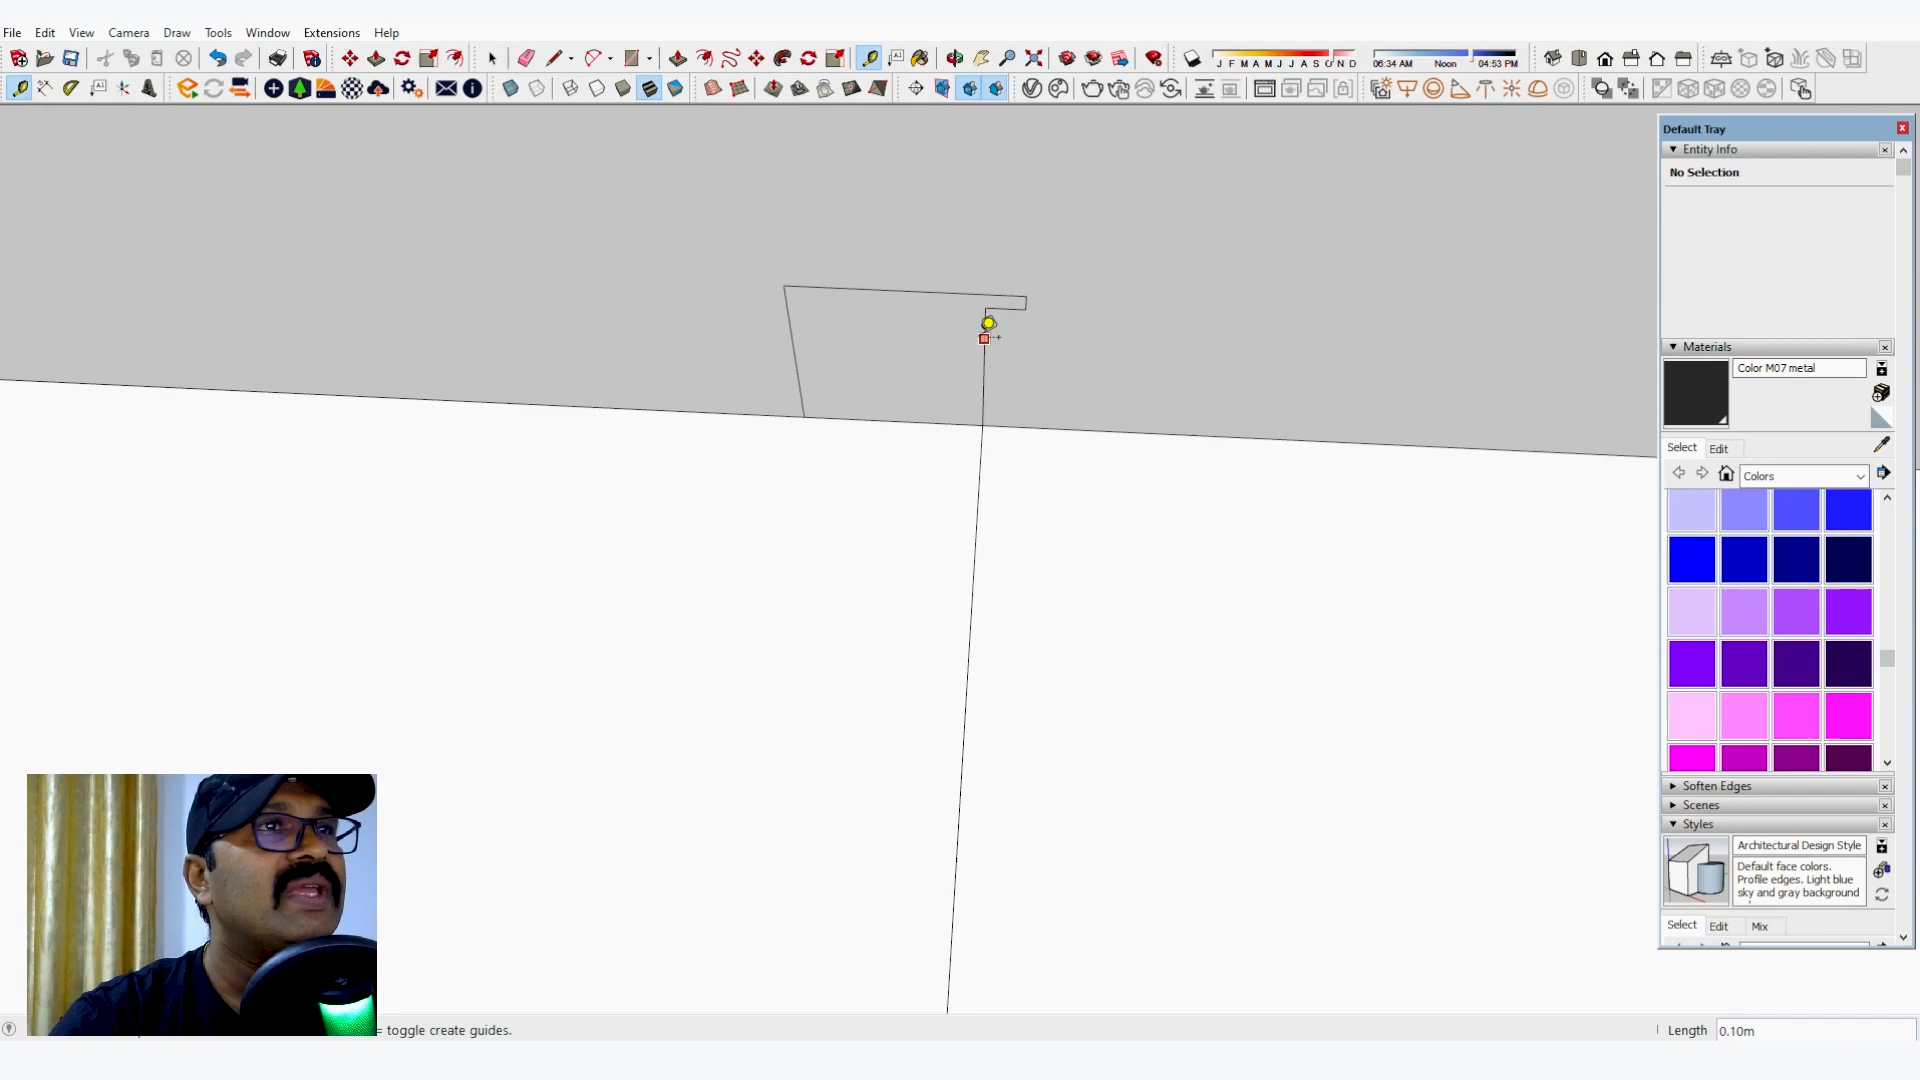 File Edit View Camera Draw Tools Window Extensions Help
J F M A M J J A S O N D
06:34 AM Noon 04:53 PM
Default Tray
Entity Info
No Selection
Materials
Color M07 metal
Select Edit
Colors
Soften Edges
Scenes
Styles
Architectural Design Style
Default face colors.
Profile edges. Light blue
sky and gray background
Select Edit Mix
= toggle create guides.
Length 0.10m